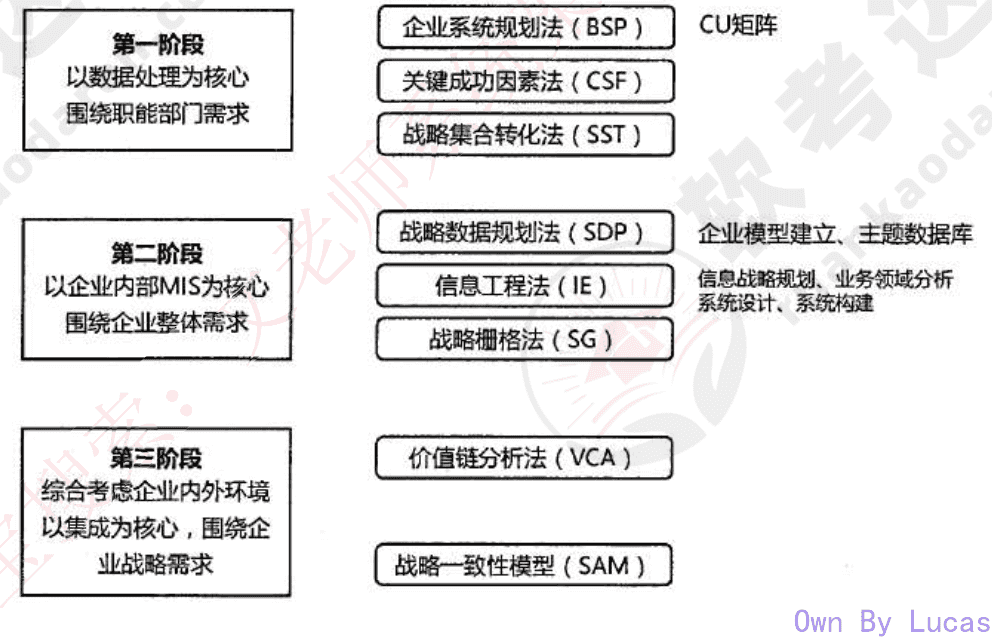 第一阶段
以数据处理为核心
围绕职能部门需求
企业系统规划法（BSP）
CU矩阵
关键成功因素法（CSF）
战略集合转化法（SST）
第二阶段
以企业内部MIS为核心
围绕企业整体需求
战略数据规划法（SDP）
企业模型建立、主题数据库
信息工程法（IE）
信息战略规划、业务领域分析
系统设计、系统构建
战略栅格法（SG）
第三阶段
综合考虑企业内外环境
以集成为核心，围绕企
业战略需求
价值链分析法（VCA）
战略一致性模型（SAM）
软考达
Own By Lucas